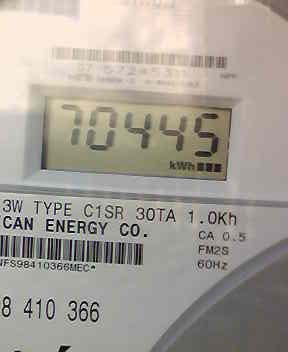 70445
kWh
3W TYPE C1SR 30TA 1.0Kh
CAN ENERGY CO.
CA 0.5
FM2S
60Hz
NFS98410366MEC*
8 410 366